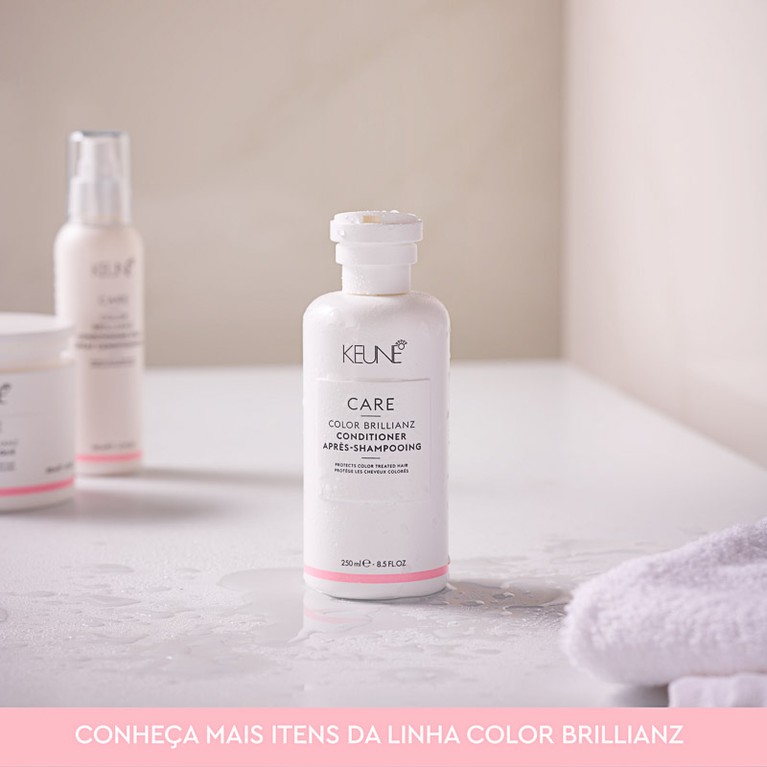 KEUNE
CARE
COLOR BRILLIANZ
CONDITIONER
APRÈS-SHAMPOOING
PROTECTS COLOR TREATED HAIR
PROTÈGE LES CHEVEUX COLORÉS
250 ml e - 8.5 FL.OZ.
KEUNE
CARE
CONHEÇA MAIS ITENS DA LINHA COLOR BRILLIANZ